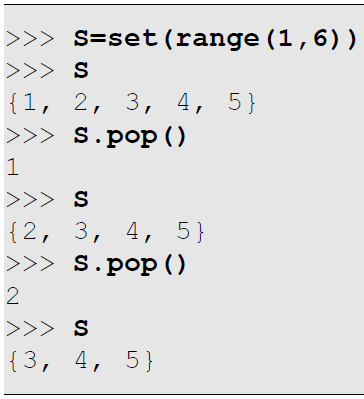 >>> S=set(range(1,6))
>>> S
{1, 2, 3, 4, 5}
>>> S.pop()
1
>>> S
{2, 3, 4, 5}
>>> S.pop()
2
>>> S
{3, 4, 5}